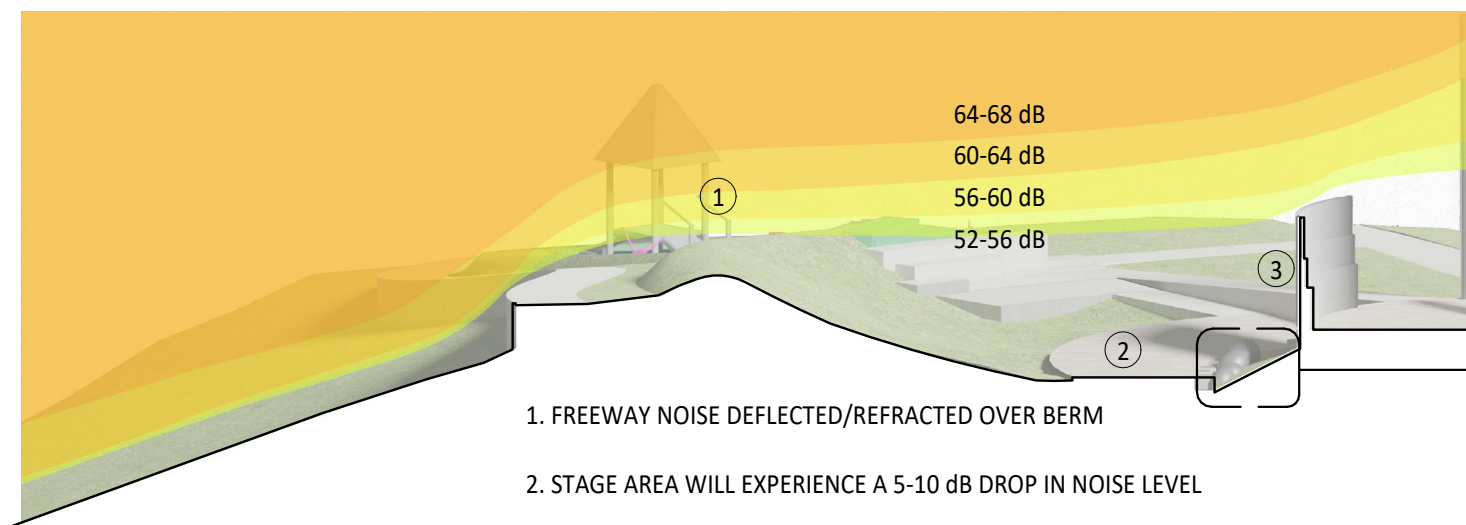 64-68 dB
60-64 dB
1
56-60 dB
52-56 dB
3
2
1. FREEWAY NOISE DEFLECTED/REFRACTED OVER BERM
2. STAGE AREA WILL EXPERIENCE A 5-10 dB DROP IN NOISE LEVEL